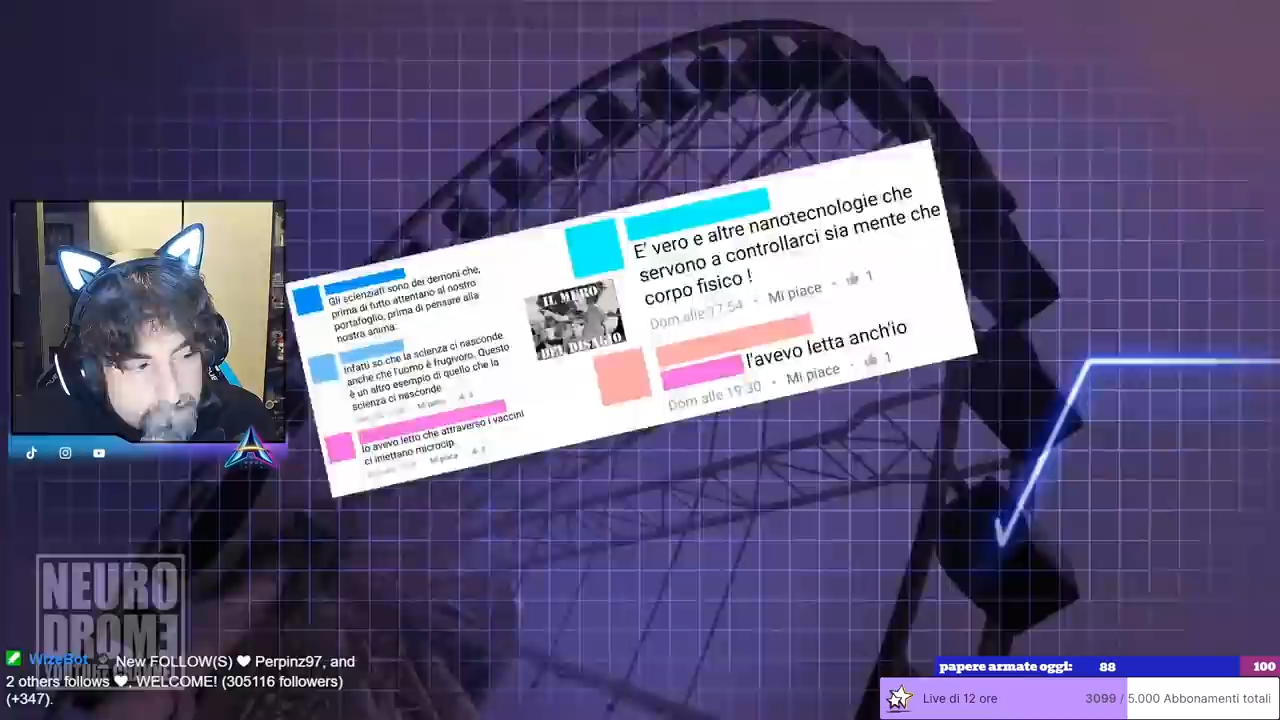 Gli scienziati sono dei demoni che,
prima di tutto attentano al nostro
portafoglio, prima di pensare alla
nostra anima.
Infatti so che la scienza ci nasconde
anche che l'uomo è frugivoro. Questo
è un altro esempio di quello che la
scienza ci nasconde
Mi piace
Io avevo letto che attraverso i vaccini
ci iniettano microcip
Mi piace
IL MURO
DEL DISAGIO
E' vero e altre nanotecnologie che
servono a controllarci sia mente che
corpo fisico !
Dom alle 17:54 · Mi piace · 1
l'avevo letta anch'io
Dom alle 19:30 · Mi piace · 1
NEURO
DROME
WizeBot New FOLLOW(S) ♥ Perpinz97, and
2 others follows ♥, WELCOME! (305116 followers)
(+347).
papere armate oggi: 88 100
Live di 12 ore 3099 / 5.000 Abbonamenti totali